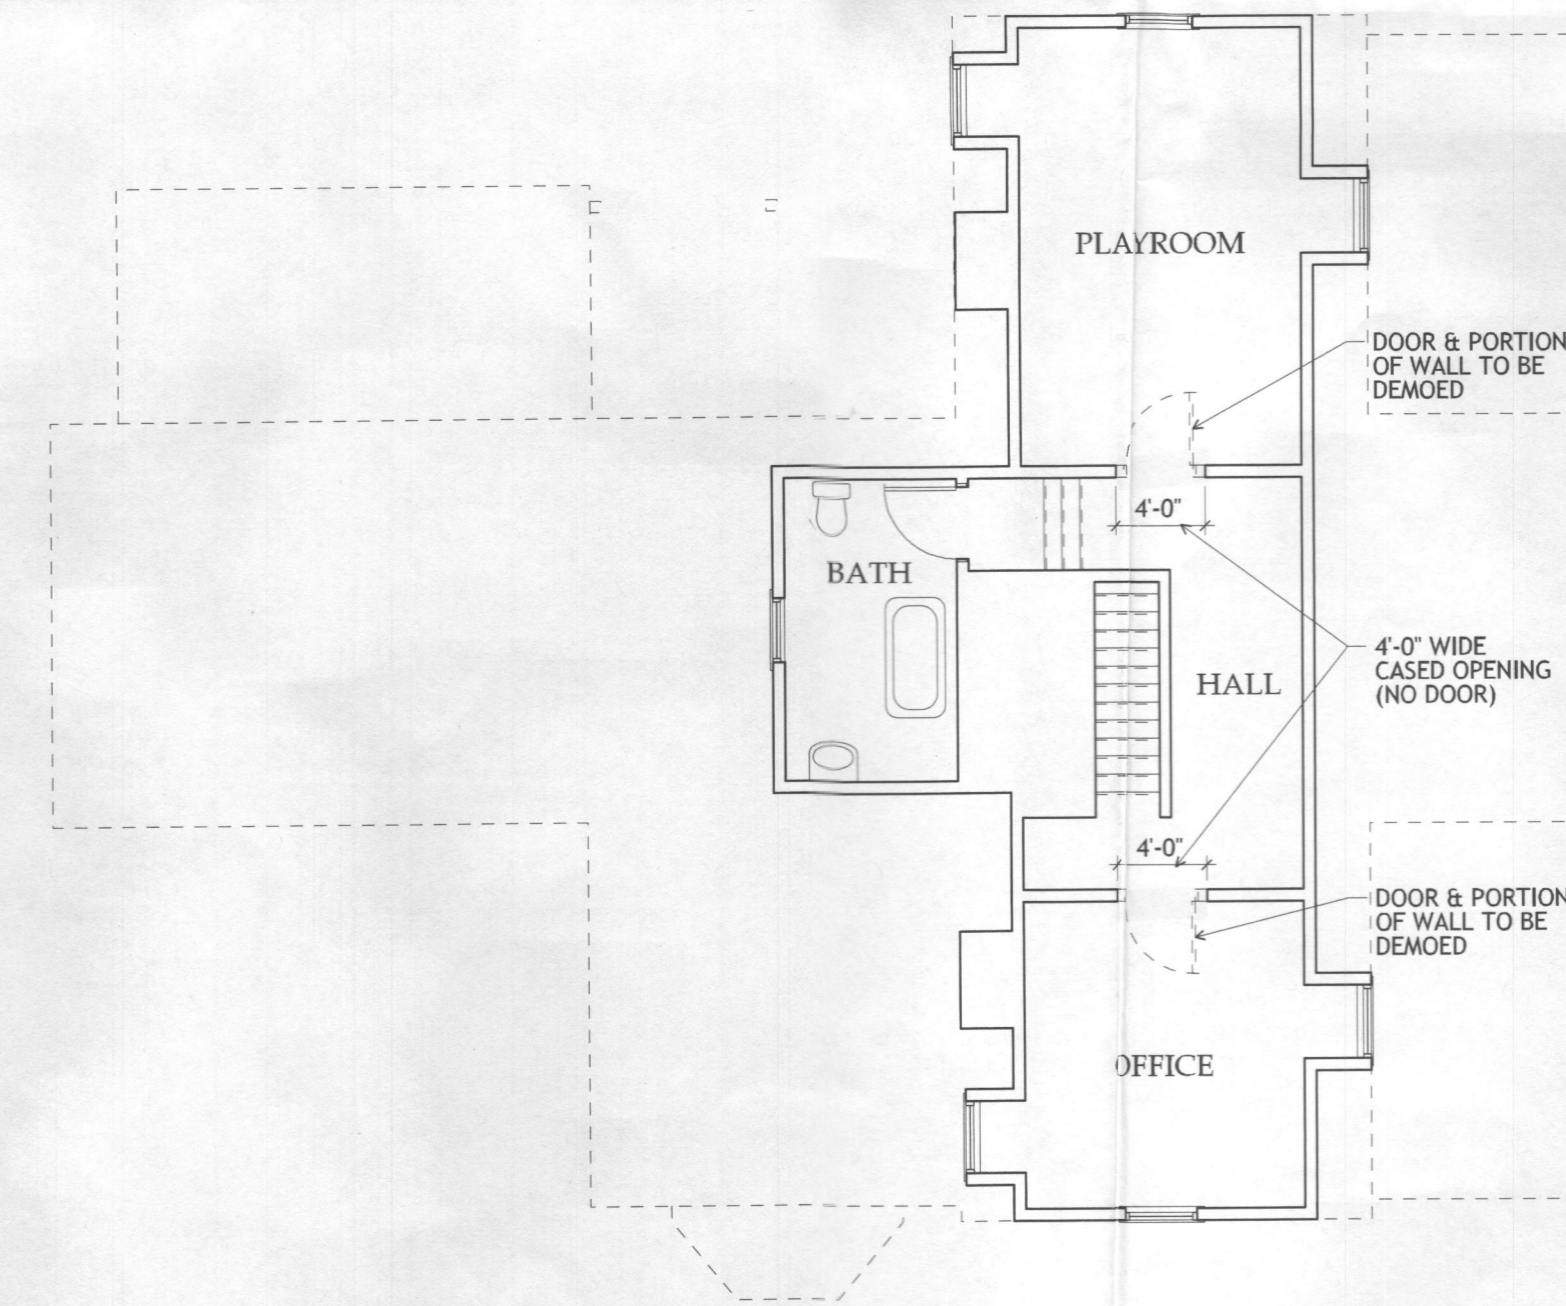 PLAYROOM
DOOR & PORTION
OF WALL TO BE
DEMOED
4'-0"
BATH
4'-0" WIDE
CASED OPENING
(NO DOOR)
HALL
4'-0"
DOOR & PORTION
OF WALL TO BE
DEMOED
OFFICE